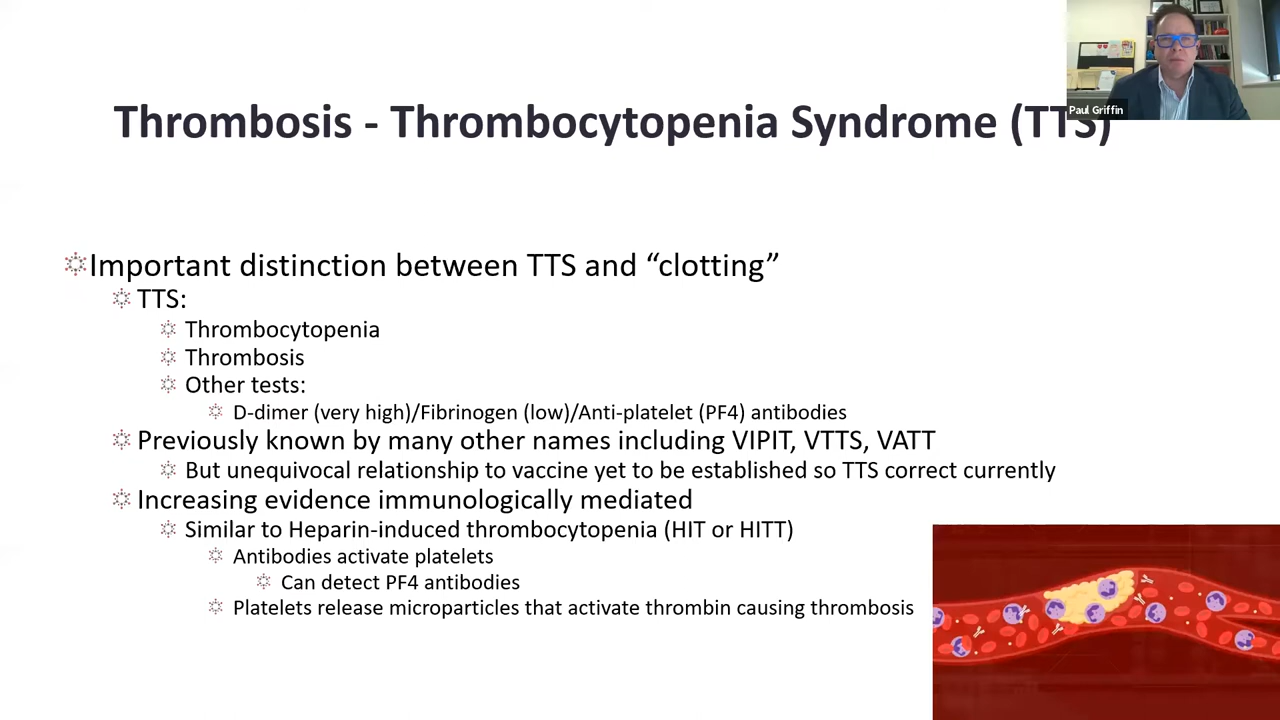 Paul Griffin
Thrombosis - Thrombocytopenia Syndrome (TTS)
Important distinction between TTS and “clotting”
TTS:
Thrombocytopenia
Thrombosis
Other tests:
D-dimer (very high)/Fibrinogen (low)/Anti-platelet (PF4) antibodies
Previously known by many other names including VIPIT, VTTS, VATT
But unequivocal relationship to vaccine yet to be established so TTS correct currently
Increasing evidence immunologically mediated
Similar to Heparin-induced thrombocytopenia (HIT or HITT)
Antibodies activate platelets
Can detect PF4 antibodies
Platelets release microparticles that activate thrombin causing thrombosis